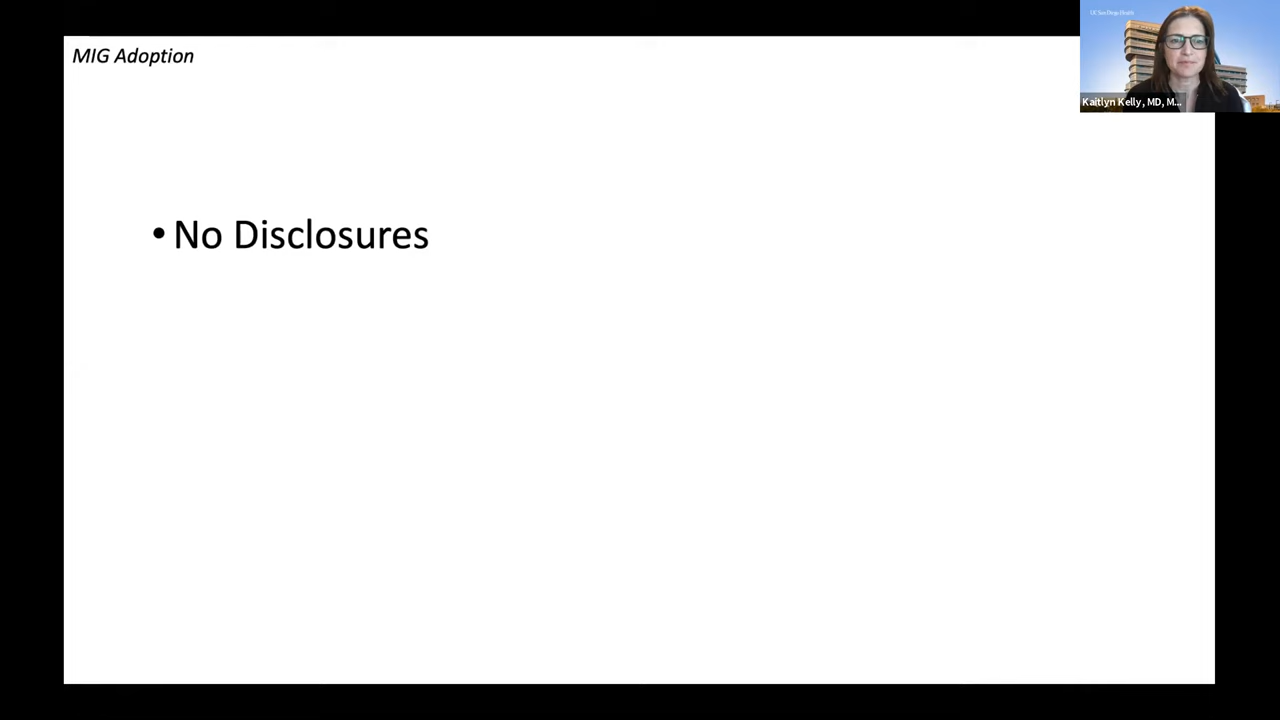 MIG Adoption
UC San Diego Health
Kaitlyn Kelly, MD, M...
• No Disclosures